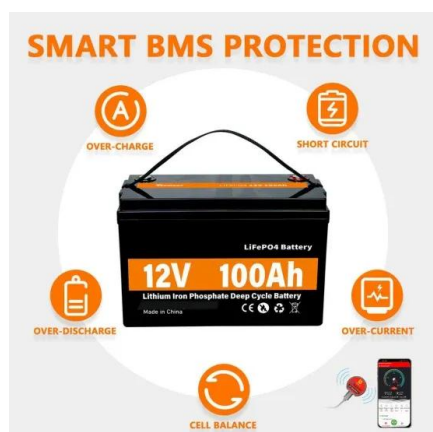 SMART BMS PROTECTION
A
OVER-CHARGE
SHORT CIRCUIT
LiFePO4 Battery
12V 100Ah
Lithium Iron Phosphate Deep Cycle Battery
Made in China
CE
OVER-DISCHARGE
OVER-CURRENT
CELL BALANCE